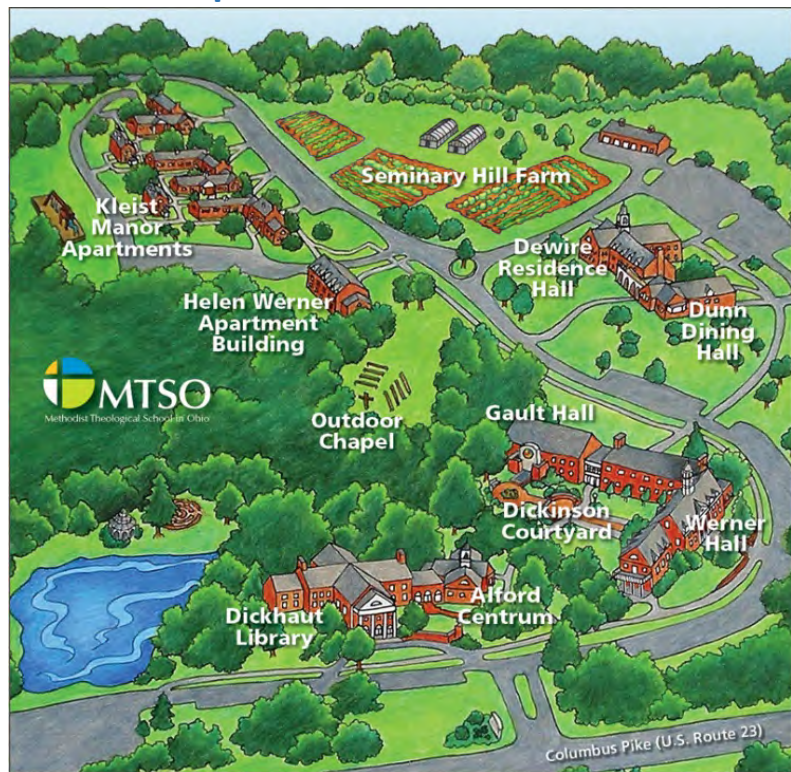 Seminary Hill Farm
Kleist
Manor
Apartments
Dewire
Residence
Hall
Helen Werner
Apartment
Building
Dunn
Dining
Hall
MTSO
Methodist Theological School in Ohio
Outdoor
Chapel
Gault Hall
Dickinson
Courtyard
Werner
Hall
Dickhaut
Library
Alford
Centrum
Columbus Pike (U.S. Route 23)